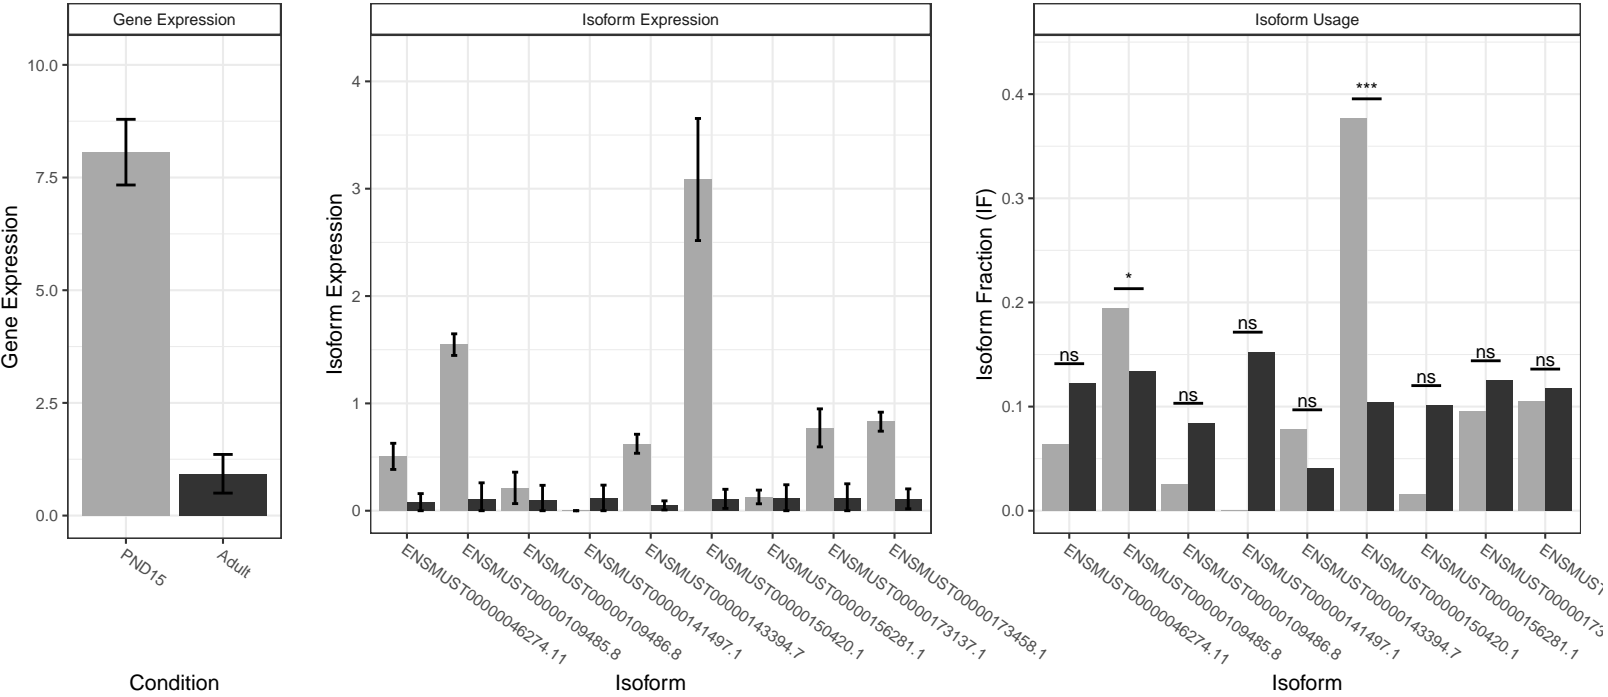 Gene Expression
Gene Expression
10.0
7.5
5.0
2.5
0.0
PND15
Adult
Condition
Isoform Expression
Isoform Expression
4
3
2
1
0
ENSMUST00000046274.11
ENSMUST00000109485.8
ENSMUST00000109486.8
ENSMUST00000141497.1
ENSMUST00000143394.7
ENSMUST00000150420.1
ENSMUST00000156281.1
ENSMUST00000173137.1
ENSMUST00000173458.1
Isoform
Isoform Usage
Isoform Fraction (IF)
0.4
0.3
0.2
0.1
0.0
ns
*
ns
ns
ns
***
ns
ns
ns
ENSMUST00000046274.11
ENSMUST00000109485.8
ENSMUST00000109486.8
ENSMUST00000141497.1
ENSMUST00000143394.7
ENSMUST00000150420.1
ENSMUST00000156281.1
ENSMUST00000173
ENSMUST
Isoform